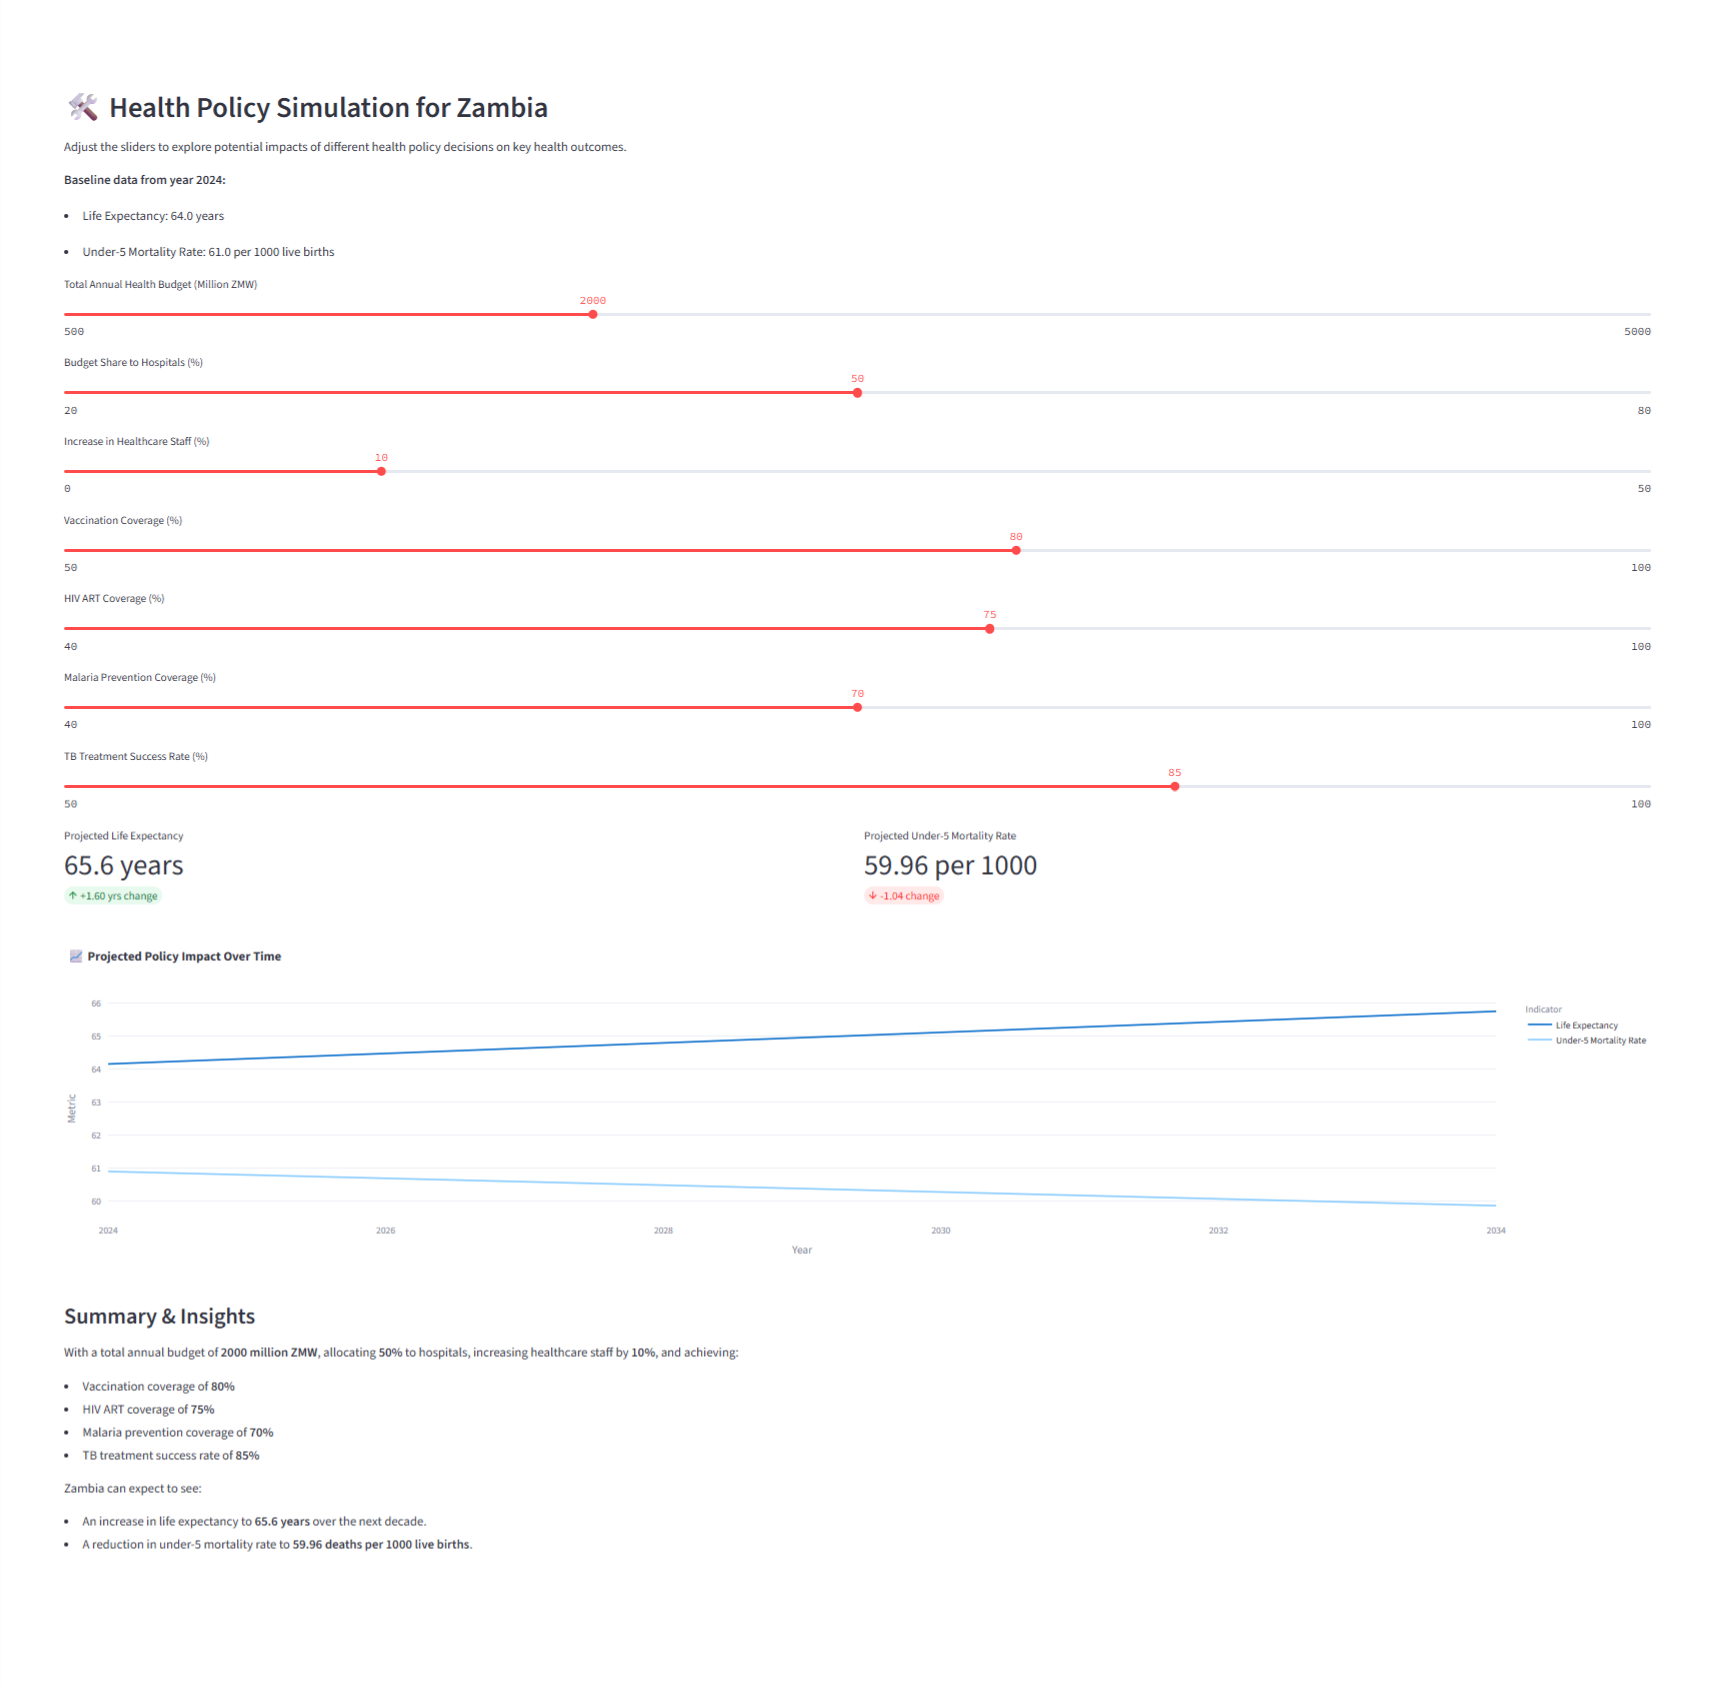 Health Policy Simulation for Zambia
Adjust the sliders to explore potential impacts of different health policy decisions on key health outcomes.
Baseline data from year 2024:
• Life Expectancy: 64.0 years
• Under-5 Mortality Rate: 61.0 per 1000 live births
Total Annual Health Budget (Million ZMW)
2000
500 5000
Budget Share to Hospitals (%)
50
20 80
Increase in Healthcare Staff (%)
10
0 50
Vaccination Coverage (%)
80
50 100
HIV ART Coverage (%)
75
40 100
Malaria Prevention Coverage (%)
70
40 100
TB Treatment Success Rate (%)
85
50 100
Projected Life Expectancy
65.6 years
↑ +1.60 yrs change
Projected Under-5 Mortality Rate
59.96 per 1000
↓ -1.04 change
Projected Policy Impact Over Time
66
65
64
63
62
61
60
Metric
2024 2026 2028 2030 2032 2034
Year
Indicator
Life Expectancy
Under-5 Mortality Rate
Summary & Insights
With a total annual budget of 2000 million ZMW, allocating 50% to hospitals, increasing healthcare staff by 10%, and achieving:
• Vaccination coverage of 80%
• HIV ART coverage of 75%
• Malaria prevention coverage of 70%
• TB treatment success rate of 85%
Zambia can expect to see:
• An increase in life expectancy to 65.6 years over the next decade.
• A reduction in under-5 mortality rate to 59.96 deaths per 1000 live births.